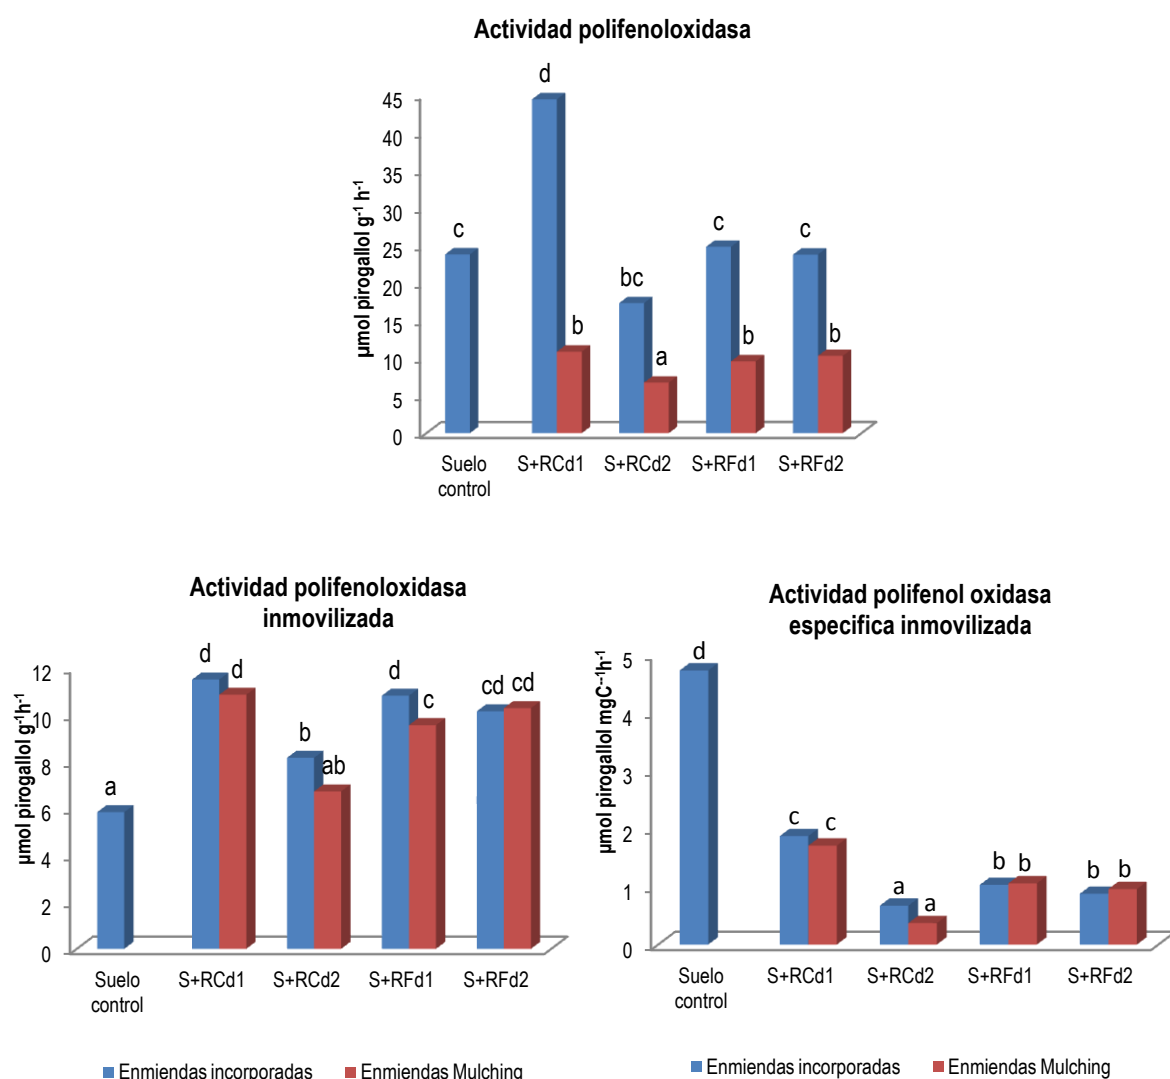 Actividad polifenoloxidasa
µmol pirogallol g-1 h-1
45
40
35
30
25
20
15
10
5
0
c
d
b
bc
a
c
b
c
b
Suelo control
S+RCd1
S+RCd2
S+RFd1
S+RFd2
Actividad polifenoloxidasa
inmovilizada
µmol pirogallol g-1h-1
12
10
8
6
4
2
0
a
d
d
b
ab
d
c
cd
cd
Suelo control
S+RCd1
S+RCd2
S+RFd1
S+RFd2
Enmiendas incorporadas
Enmiendas Mulching
Actividad polifenol oxidasa
especifica inmovilizada
µmol pirogallol mgC--1h-1
5
4
3
2
1
0
d
c
c
a
a
b
b
b
b
Suelo control
S+RCd1
S+RCd2
S+RFd1
S+RFd2
Enmiendas incorporadas
Enmiendas Mulching